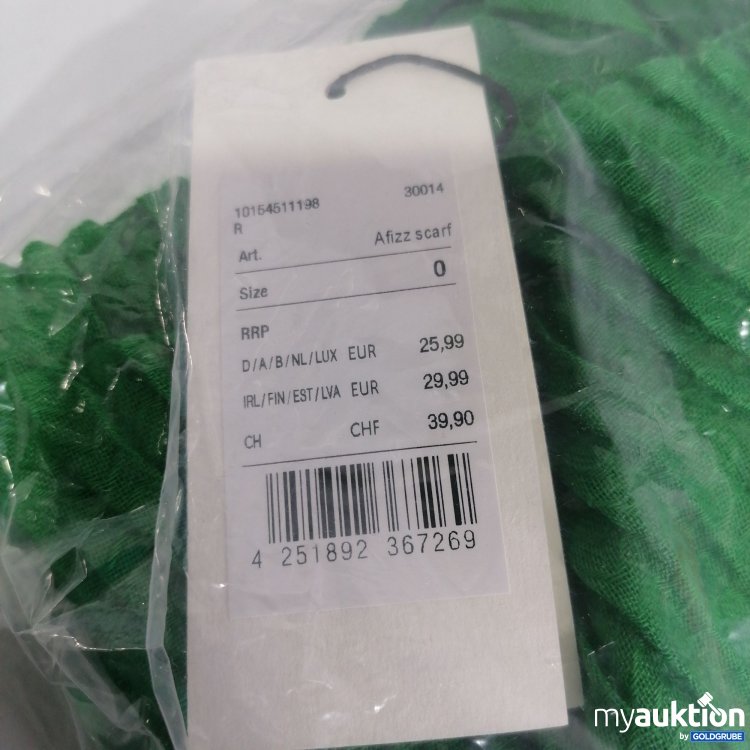 10154511198 30014
R
Art. Afizz scarf
Size 0
RRP
D/A/B/NL/LUX EUR 25,99
IRL/FIN/EST/LVA EUR 29,99
CH CHF 39,90
4 251892 367269
myauktion
by GOLDGRUBE